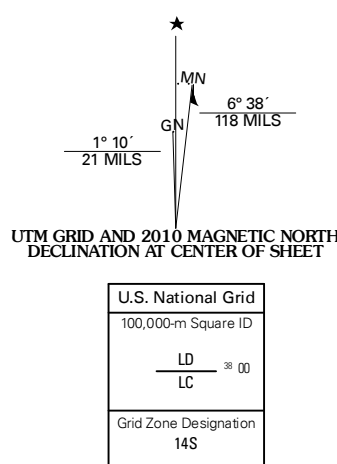 ★
MN
6° 38´
118 MILS
GN
1° 10´
21 MILS
UTM GRID AND 2010 MAGNETIC NORTH
DECLINATION AT CENTER OF SHEET
U.S. National Grid
100,000-m Square ID
LD
38 00
LC
Grid Zone Designation
14S